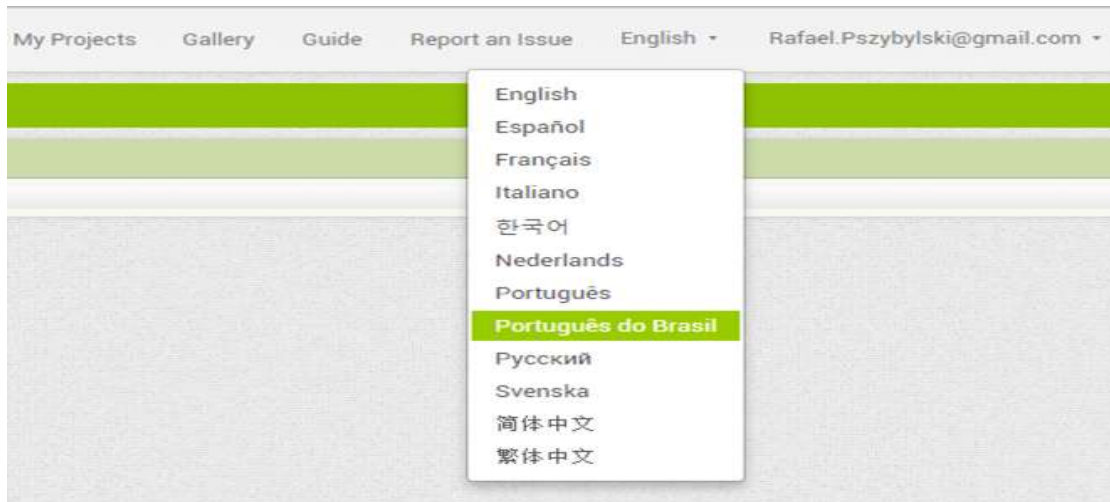 My Projects Gallery Guide Report an Issue English Rafael.Pszybylski@gmail.com
English
Español
Français
Italiano
한국어
Nederlands
Português
Português do Brasil
Русский
Svenska
简体中文
繁体中文